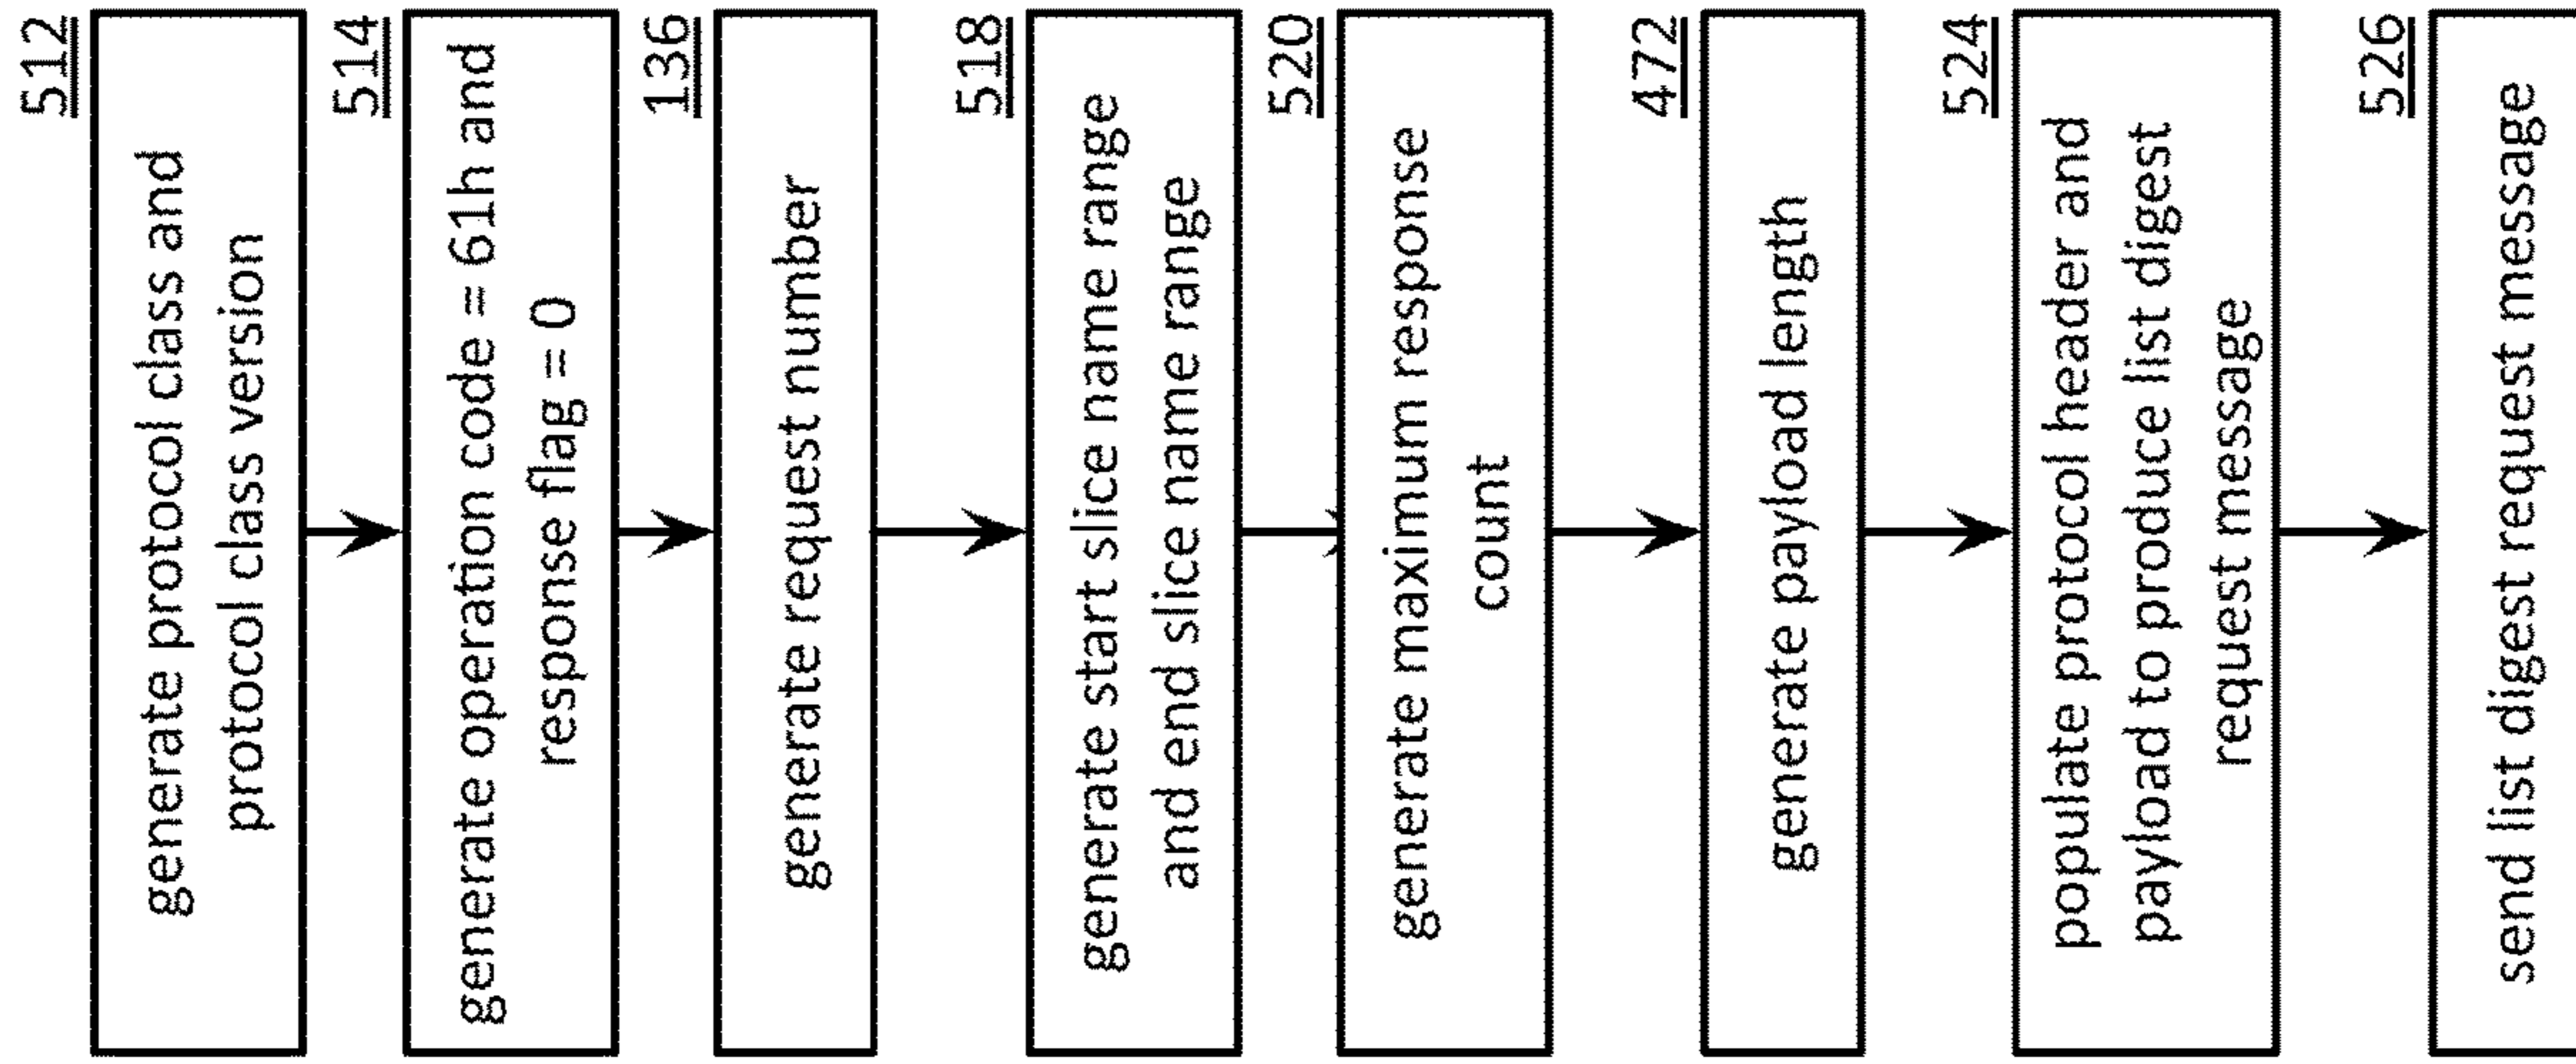 512
generate protocol class and
protocol class version
514
generate operation code = 61h and
response flag = 0
136
generate request number
518
generate start slice name range
and end slice name range
520
generate maximum response
count
472
generate payload length
524
populate protocol header and
payload to produce list digest
request message
526
send list digest request message